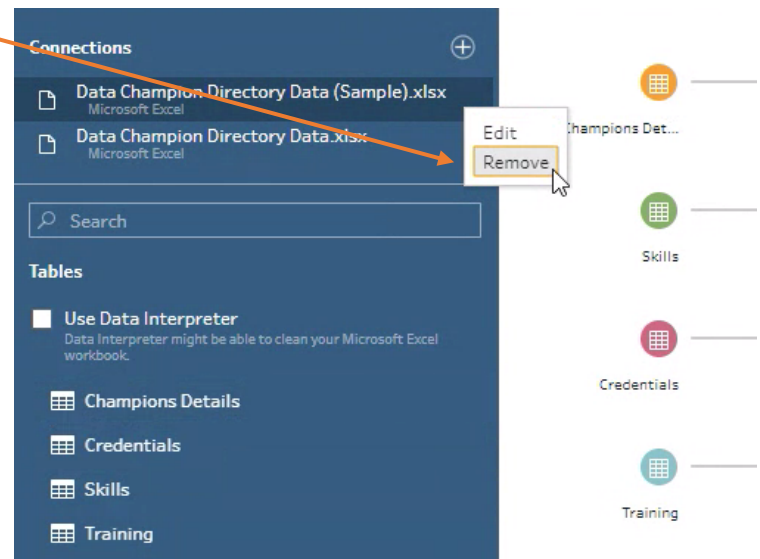 Connections
Data Champion Directory Data (Sample).xlsx
Microsoft Excel
Data Champion Directory Data.xlsx
Microsoft Excel
Edit
Remove
Search
Tables
Use Data Interpreter
Data Interpreter might be able to clean your Microsoft Excel
workbook.
Champions Details
Credentials
Skills
Training
Champions Det...
Skills
Credentials
Training